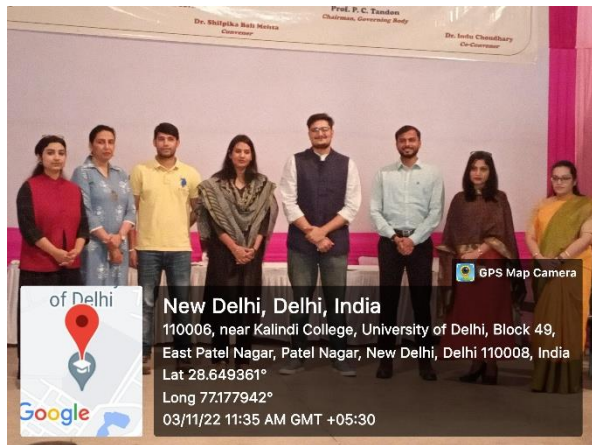 Prof. P. C. Tandon
Chairman, Governing Body
Dr. Shilpika Bali Mehta
Convenor
Dr. Indu Choudhary
Co-Convenor
GPS Map Camera
of Delhi
Google
New Delhi, Delhi, India
110006, near Kalindi College, University of Delhi, Block 49,
East Patel Nagar, Patel Nagar, New Delhi, Delhi 110008, India
Lat 28.649361°
Long 77.177942°
03/11/22 11:35 AM GMT +05:30